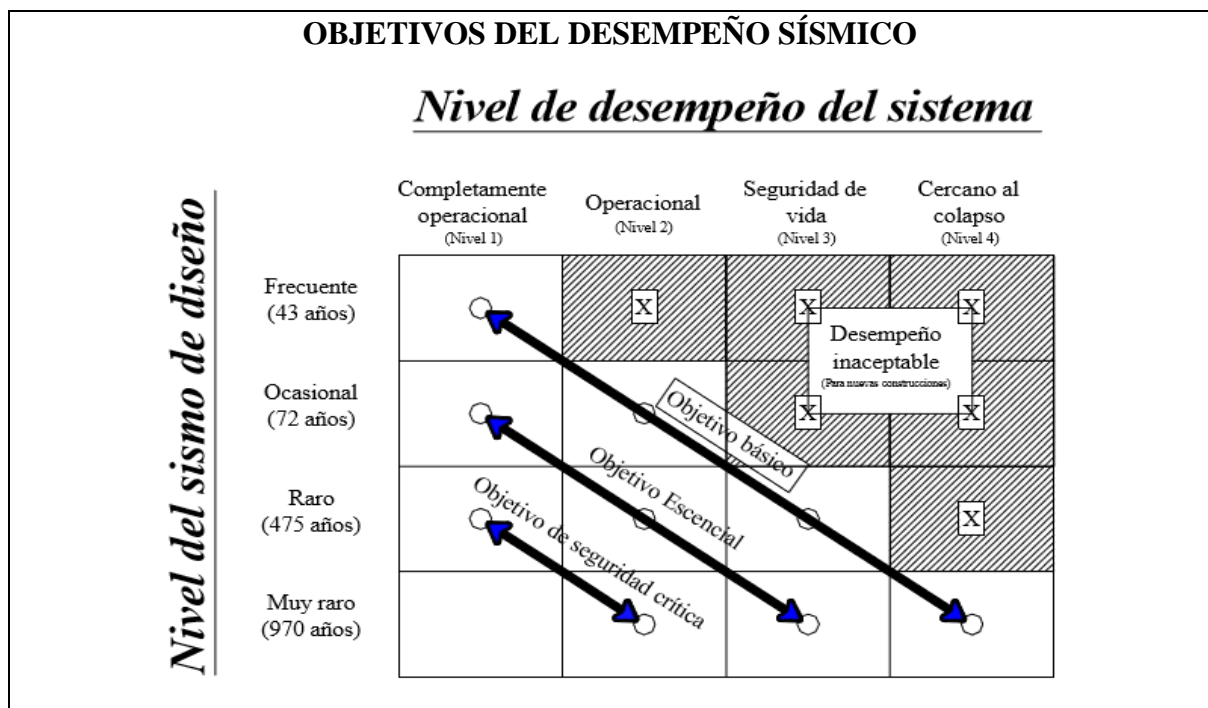 OBJETIVOS DEL DESEMPEÑO SÍSMICO
Nivel de desempeño del sistema
Nivel del sismo de diseño
Completamente
operacional
(Nivel 1)
Operacional
(Nivel 2)
Seguridad de
vida
(Nivel 3)
Cercano al
colapso
(Nivel 4)
Frecuente
(43 años)
X
X
X
Desempeño
inaceptable
(Para nuevas construcciones)
Ocasional
(72 años)
X
X
Objetivo básico
Objetivo Escencial
Raro
(475 años)
X
Objetivo de seguridad crítica
Muy raro
(970 años)